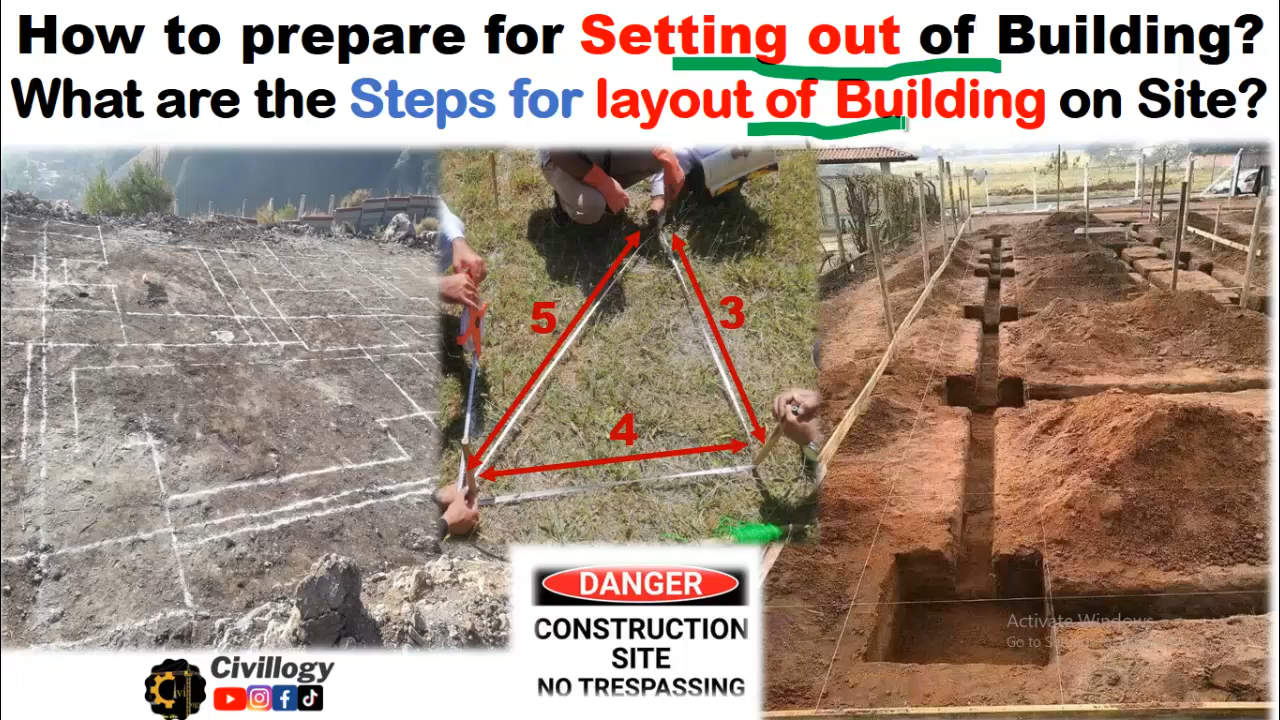 How to prepare for Setting out of Building?
What are the Steps for layout of Building on Site?
5
3
4
DANGER
CONSTRUCTION
SITE
NO TRESPASSING
Activate Windows
Civillogy